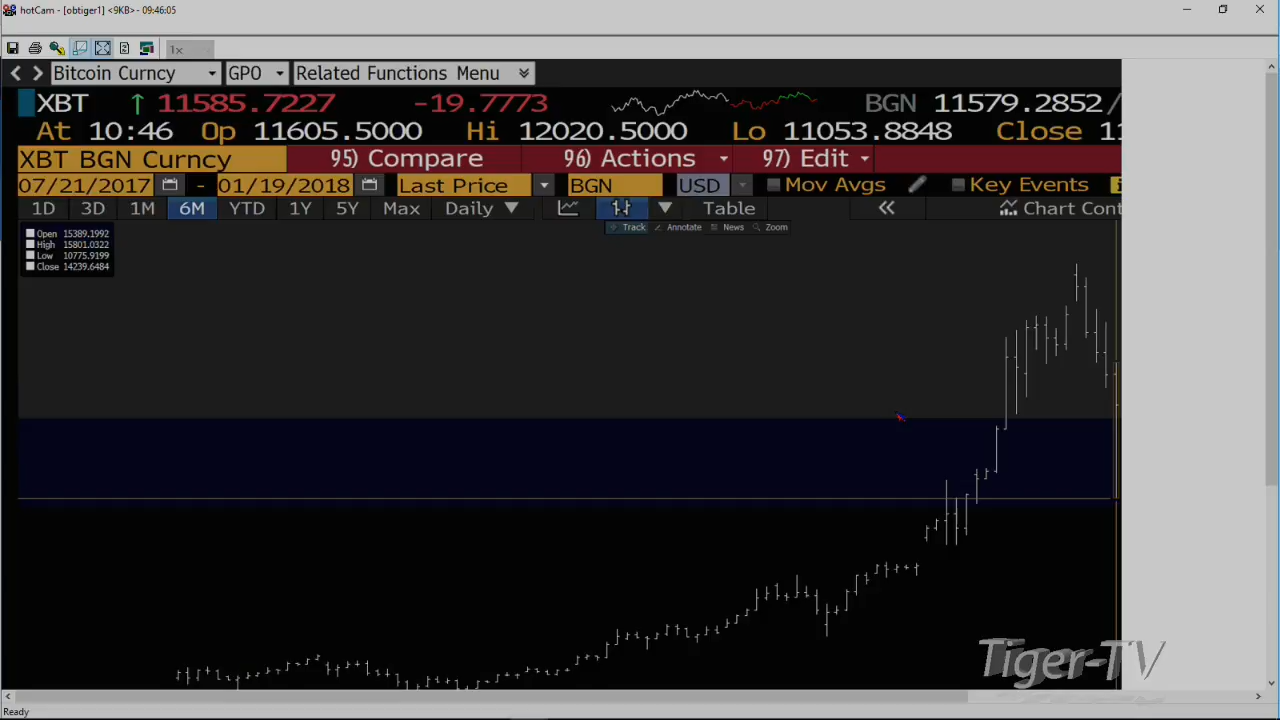 hotCam - [obtiger1] <9KB> - 09:46:05
1x
Bitcoin Curncy GPO Related Functions Menu
XBT ↑ 11585.7227 -19.7773 BGN 11579.2852/
At 10:46 Op 11605.5000 Hi 12020.5000 Lo 11053.8848 Close 11
XBT BGN Curncy 95) Compare 96) Actions 97) Edit
07/21/2017 - 01/19/2018 Last Price BGN USD Mov Avgs Key Events
1D 3D 1M 6M YTD 1Y 5Y Max Daily ▼ Table « Chart Cont
Track Annotate News Zoom
Open 15389.1992
High 15801.0322
Low 10775.9199
Close 14239.6484
Tiger-TV
Ready